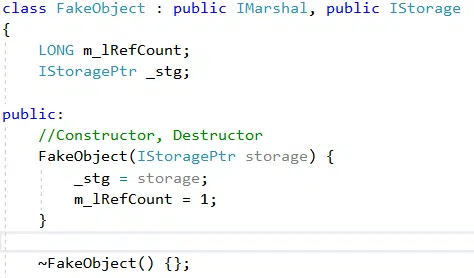 class FakeObject : public IMarshal, public IStorage
{
LONG m_lRefCount;
IStoragePtr _stg;
public:
//Constructor, Destructor
FakeObject(IStoragePtr storage) {
_stg = storage;
m_lRefCount = 1;
}
~FakeObject() {};